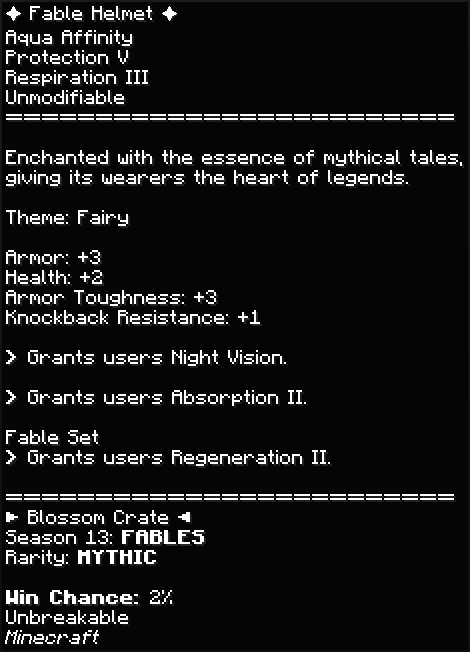 ✦ Fable Helmet ✦
Aqua Affinity
Protection V
Respiration III
Unmodifiable
==============================
Enchanted with the essence of mythical tales,
giving its wearers the heart of legends.
Theme: Fairy
Armor: +3
Health: +2
Armor Toughness: +3
Knockback Resistance: +1
> Grants users Night Vision.
> Grants users Absorption II.
Fable Set
> Grants users Regeneration II.
==============================
► Blossom Crate ◄
Season 13: FABLES
Rarity: MYTHIC
Win Chance: 2%
Unbreakable
Minecraft